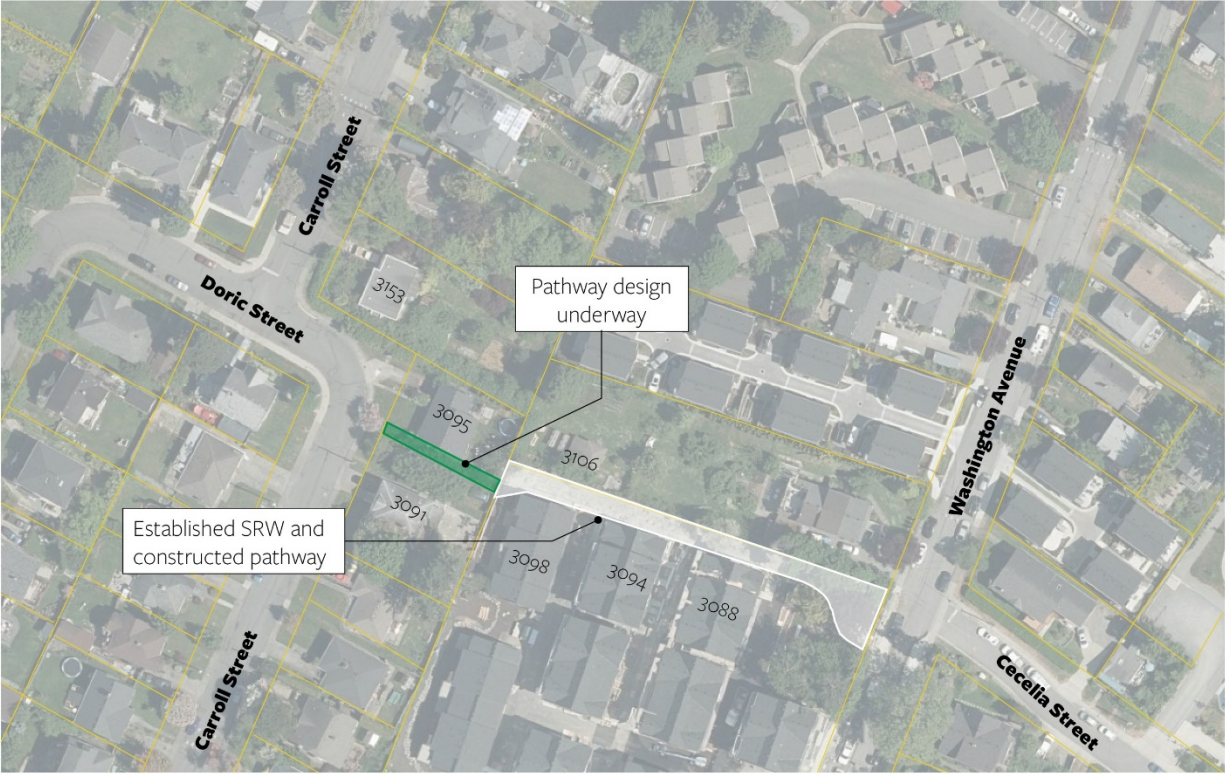 Carroll Street
Doric Street
3153
Pathway design
underway
Washington Avenue
3095
3106
3091
Established SRW and
constructed pathway
3098
3094
3088
Carroll Street
Cecelia Street